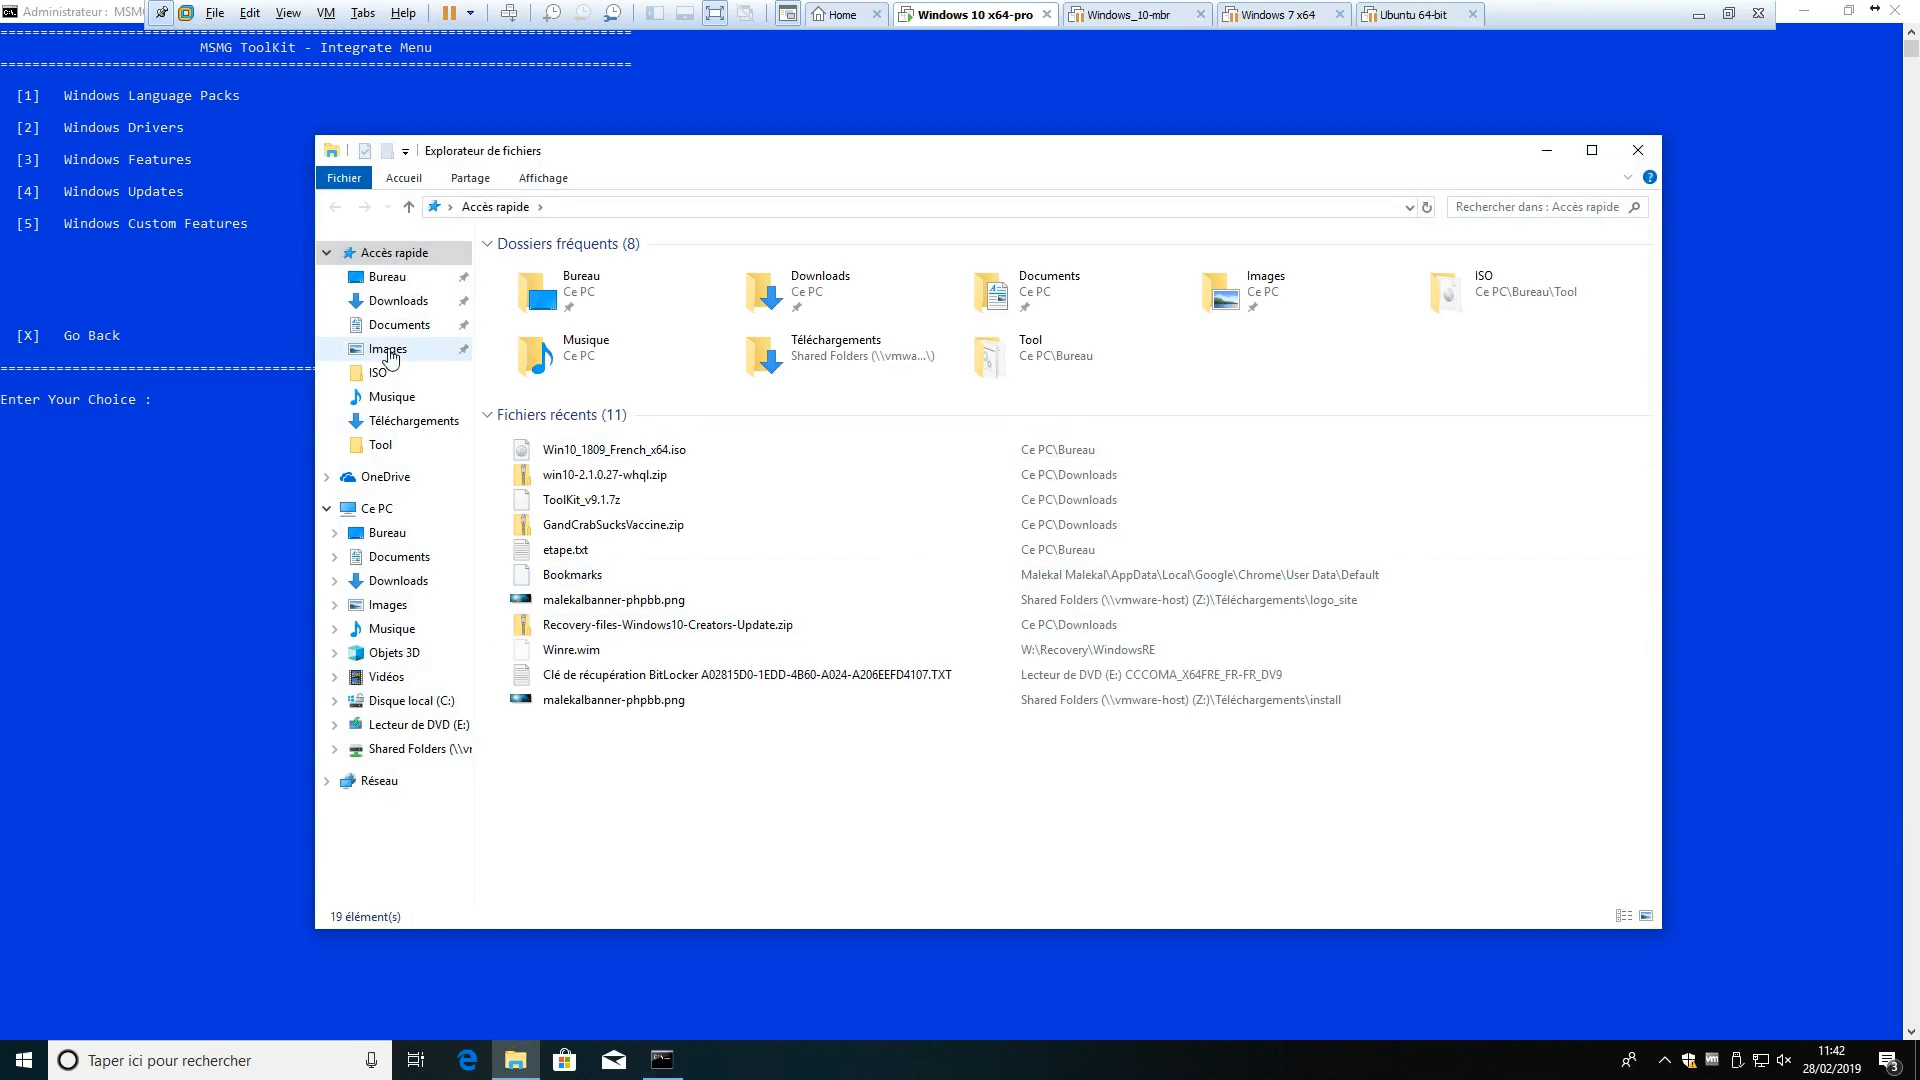 Administrateur : MSM
File Edit View VM Tabs Help
Home
Windows 10 x64-pro
Windows_10-mbr
Windows 7 x64
Ubuntu 64-bit
===============================================================================
MSMG ToolKit - Integrate Menu
===============================================================================
[1] Windows Language Packs
[2] Windows Drivers
[3] Windows Features
[4] Windows Updates
[5] Windows Custom Features
[X] Go Back
=======================================
Enter Your Choice :
Explorateur de fichiers
Fichier Accueil Partage Affichage
Accès rapide
Rechercher dans : Accès rapide
Accès rapide
Bureau
Downloads
Documents
Images
ISO
Musique
Téléchargements
Tool
OneDrive
Ce PC
Bureau
Documents
Downloads
Images
Musique
Objets 3D
Vidéos
Disque local (C:)
Lecteur de DVD (E:)
Shared Folders (\\vr
Réseau
Dossiers fréquents (8)
Bureau
Ce PC
Downloads
Ce PC
Documents
Ce PC
Images
Ce PC
ISO
Ce PC\Bureau\Tool
Musique
Ce PC
Téléchargements
Shared Folders (\\vmwa...\)
Tool
Ce PC\Bureau
Fichiers récents (11)
Win10_1809_French_x64.iso Ce PC\Bureau
win10-2.1.0.27-whql.zip Ce PC\Downloads
ToolKit_v9.1.7z Ce PC\Downloads
GandCrabSucksVaccine.zip Ce PC\Downloads
etape.txt Ce PC\Bureau
Bookmarks Malekal Malekal\AppData\Local\Google\Chrome\User Data\Default
malekalbanner-phpbb.png Shared Folders (\\vmware-host) (Z:)\Téléchargements\logo_site
Recovery-files-Windows10-Creators-Update.zip Ce PC\Downloads
Winre.wim W:\Recovery\WindowsRE
Clé de récupération BitLocker A02815D0-1EDD-4B60-A024-A206EEFD4107.TXT Lecteur de DVD (E:) CCCOMA_X64FRE_FR-FR_DV9
malekalbanner-phpbb.png Shared Folders (\\vmware-host) (Z:)\Téléchargements\install
19 élément(s)
Taper ici pour rechercher
11:42
28/02/2019
3